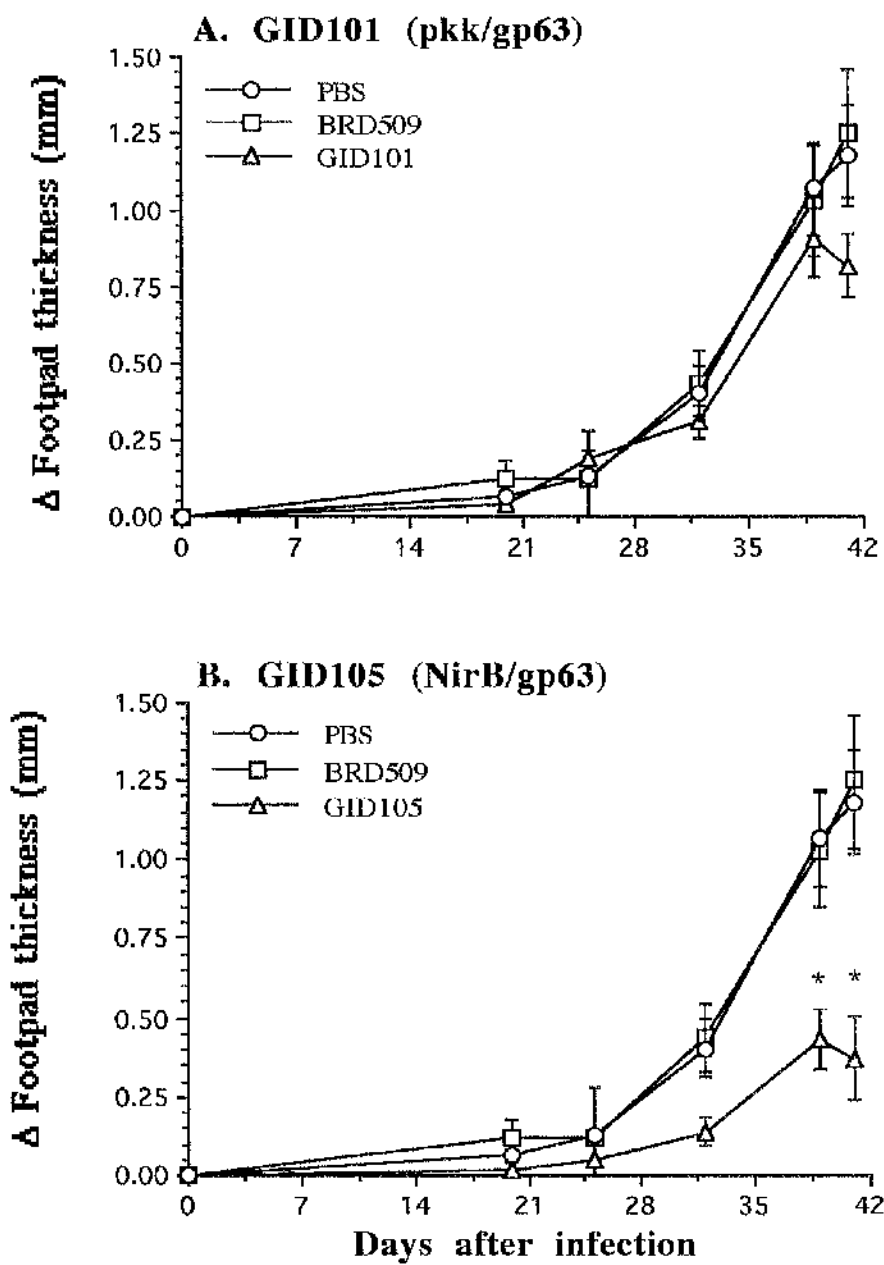 A. GID101 (pkk/gp63)
Δ Footpad thickness (mm)
1.50
1.25
1.00
0.75
0.50
0.25
0.00
PBS
BRD509
GID101
0 7 14 21 28 35 42
B. GID105 (NirB/gp63)
Δ Footpad thickness (mm)
1.50
1.25
1.00
0.75
0.50
0.25
0.00
PBS
BRD509
GID105
* *
0 7 14 21 28 35 42
Days after infection